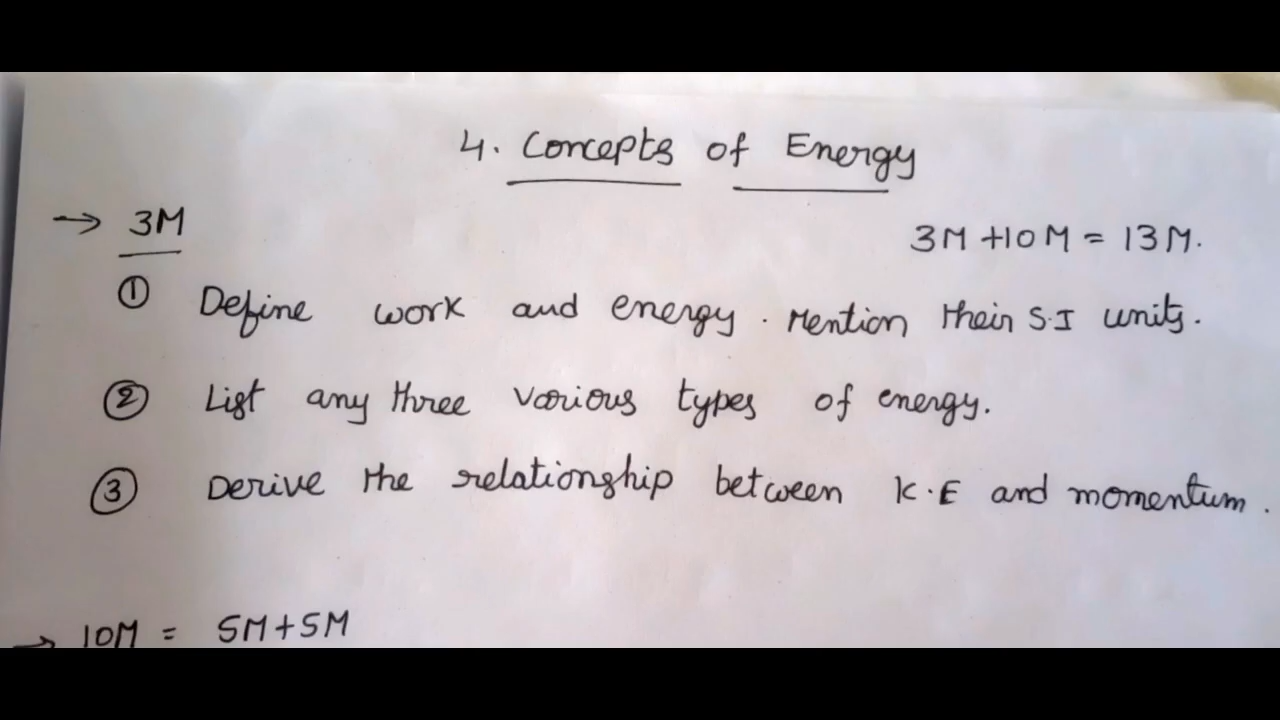 4. Concepts of Energy
→ 3M
3M + 10M = 13M.
① Define work and energy. Mention their S.I units.
② List any three various types of energy.
③ Derive the relationship between K.E and momentum.
→ 10M = 5M + 5M